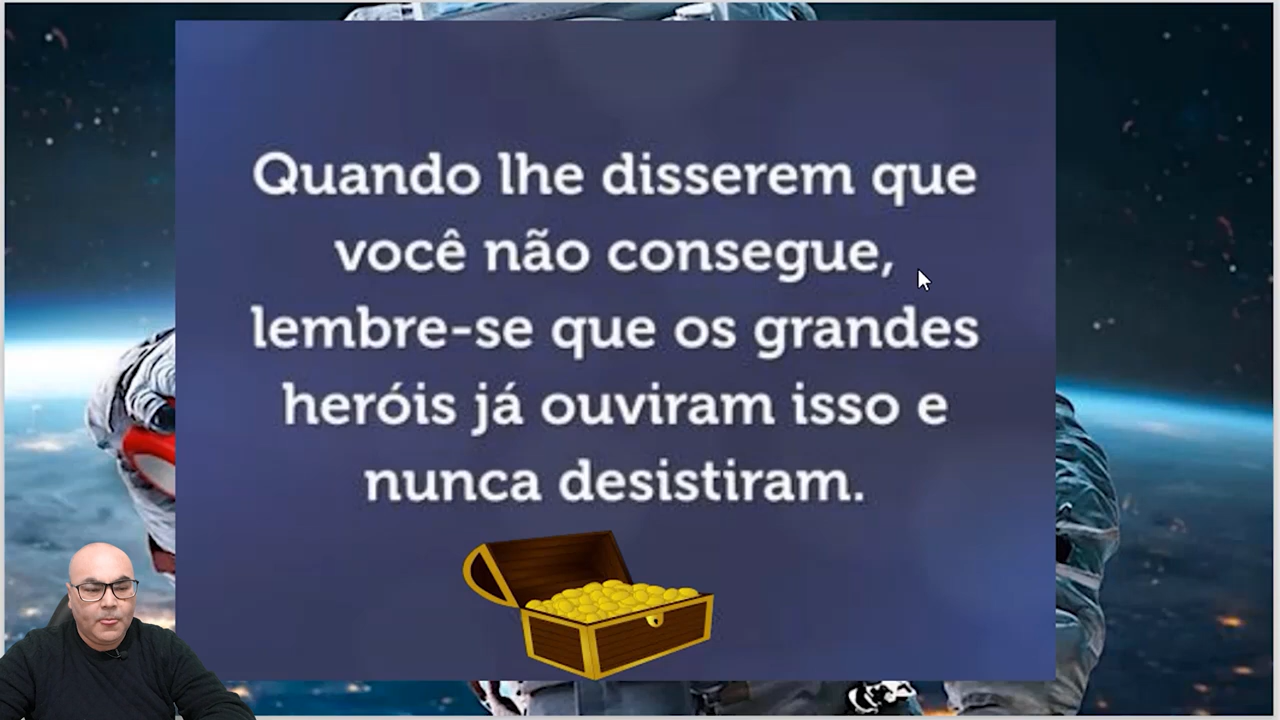 Quando lhe disserem que
você não consegue,
lembre-se que os grandes
heróis já ouviram isso e
nunca desistiram.